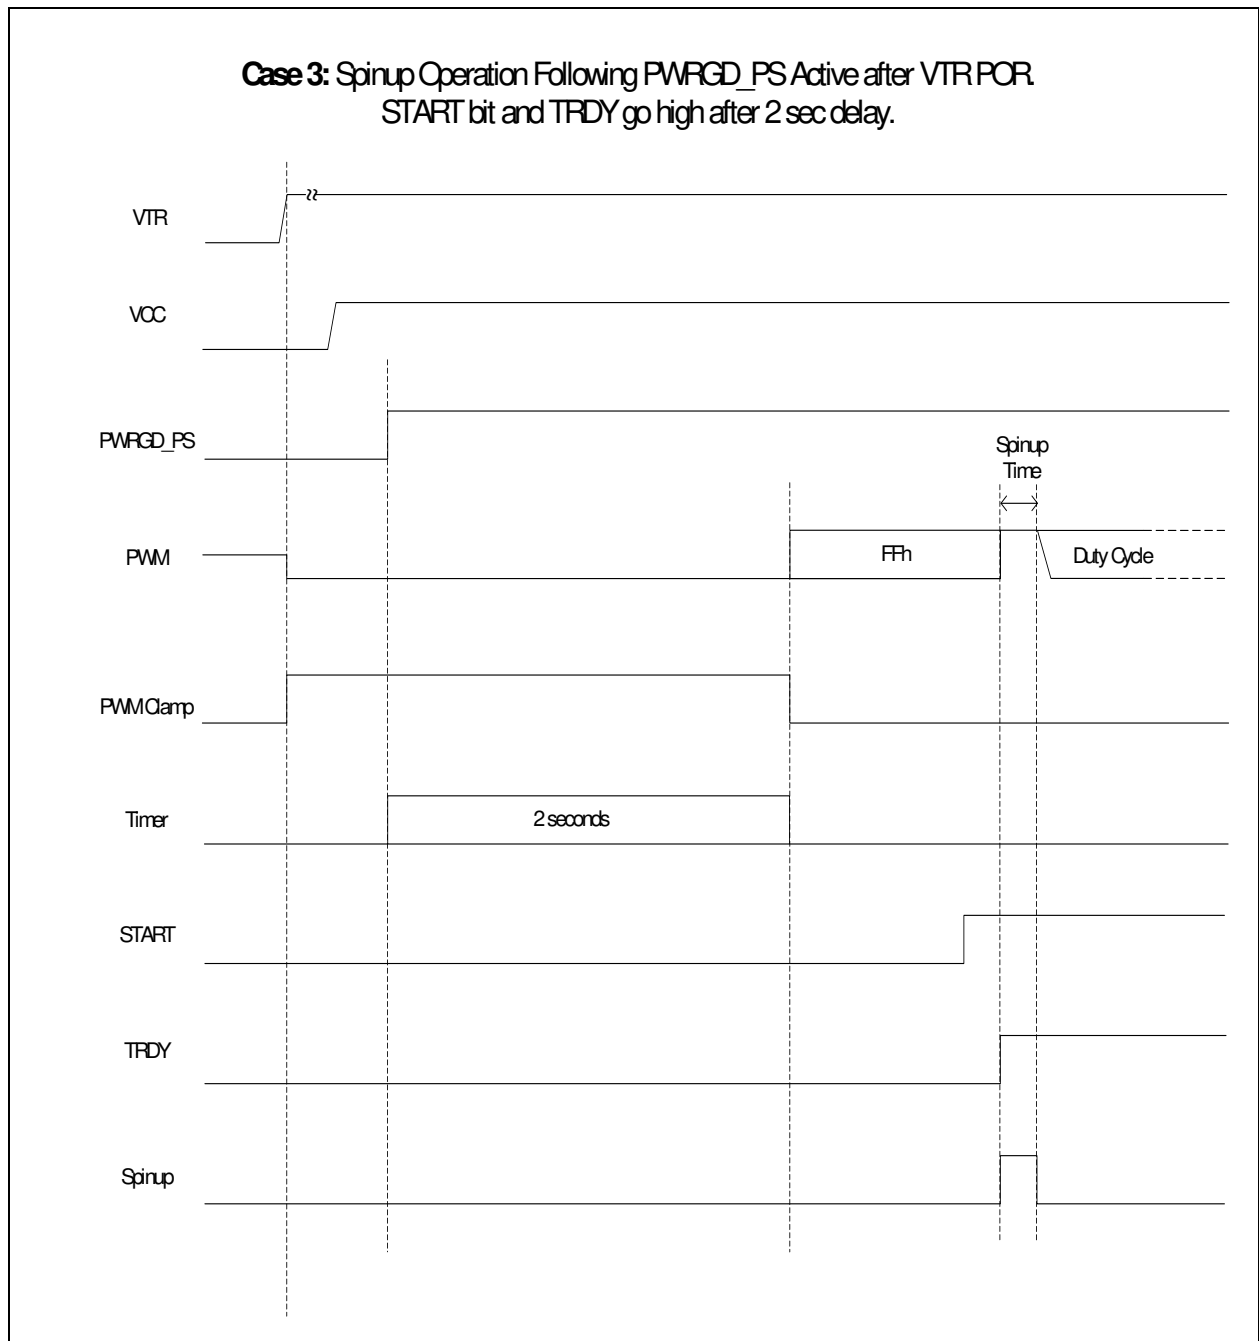 Case 3: Spinup Operation Following PWRGD_PS Active after VTR POR.
START bit and TRDY go high after 2 sec delay.
VTR
VCC
PWRGD_PS
Spinup
Time
PWM
FFh
Duty Cycle
PWM Clamp
Timer
2 seconds
START
TRDY
Spinup